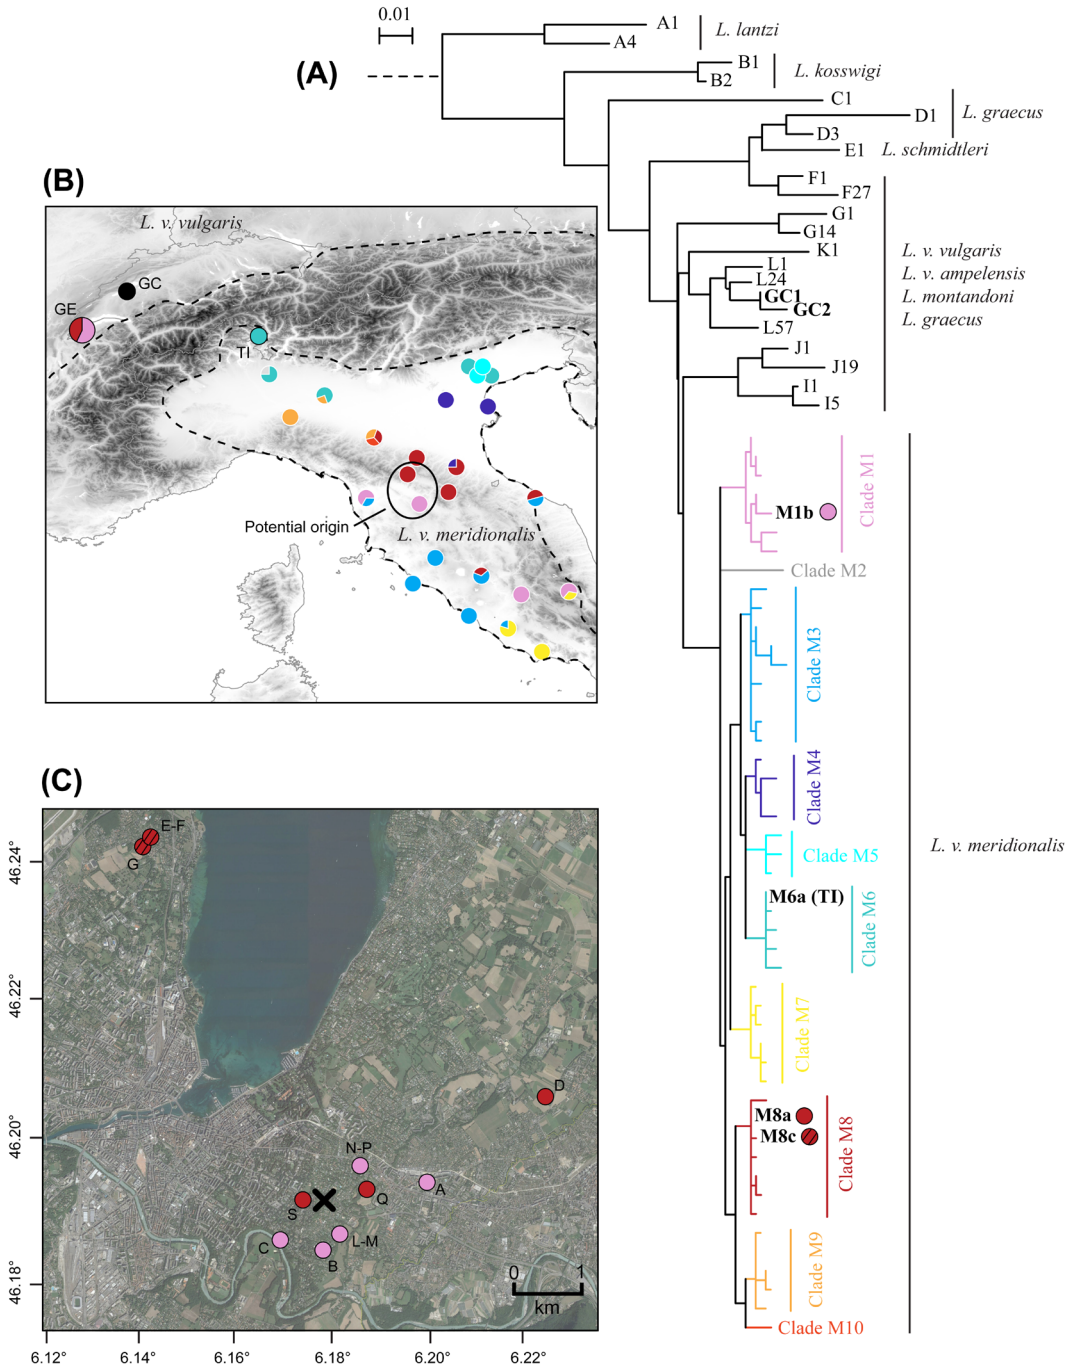 0.01
(A)
A1
A4
L. lantzi
B1
B2
L. kosswigi
C1
D1
D3
L. graecus
E1
L. schmidtleri
F1
F27
G1
G14
K1
L1
L24
GC1
GC2
L57
J1
J19
I1
I5
L. v. vulgaris
L. v. ampelensis
L. montandoni
L. graecus
M1b
Clade M1
Clade M2
Clade M3
Clade M4
Clade M5
M6a (TI)
Clade M6
Clade M7
M8a
M8c
Clade M8
Clade M9
Clade M10
L. v. meridionalis
(B)
L. v. vulgaris
GC
GE
TI
Potential origin
L. v. meridionalis
(C)
E-F
G
D
N-P
A
Q
S
C
L-M
B
0 1
km
46.24°
46.22°
46.20°
46.18°
6.12° 6.14° 6.16° 6.18° 6.20° 6.22°